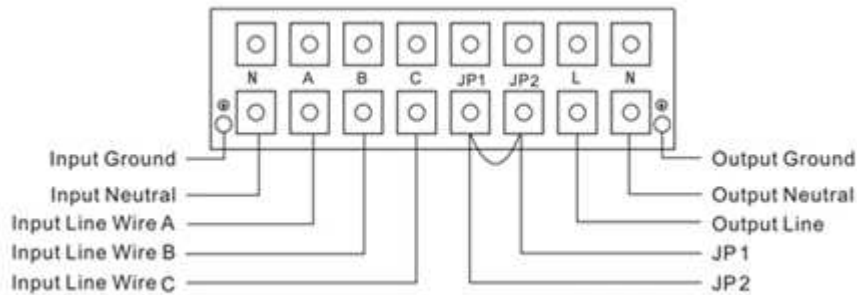 N A B C JP1 JP2 L N
Input Ground
Input Neutral
Input Line Wire A
Input Line Wire B
Input Line Wire C
Output Ground
Output Neutral
Output Line
JP1
JP2